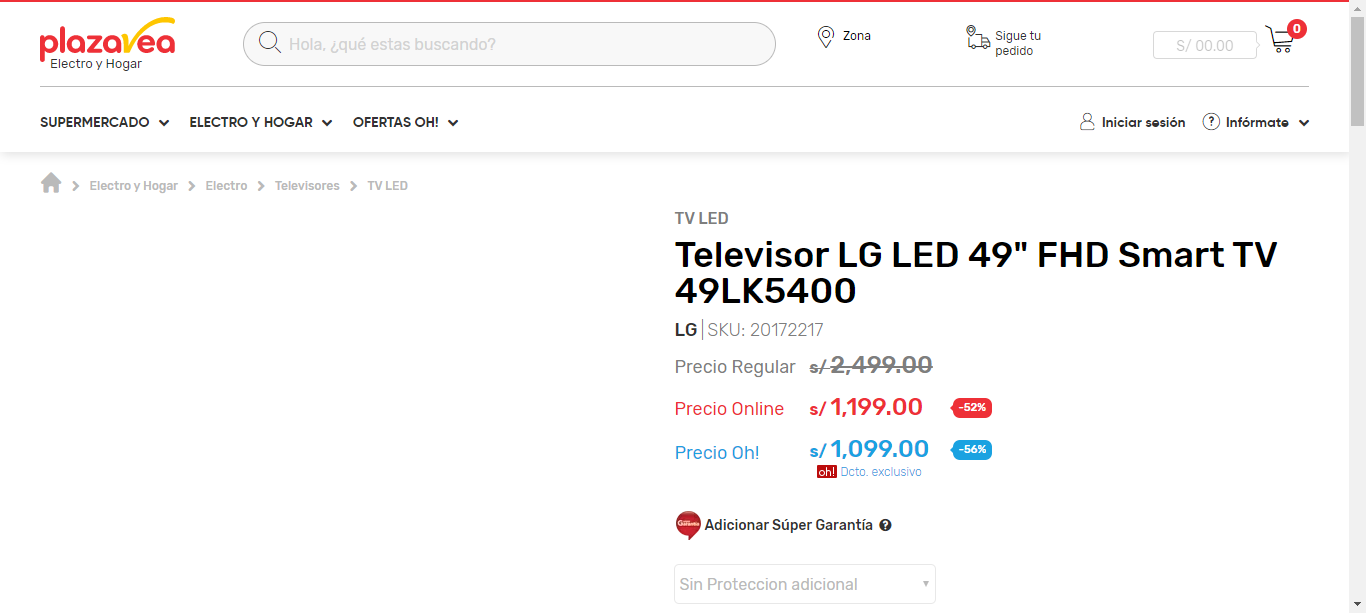 plazavea
Electro y Hogar
Hola, ¿qué estas buscando?
Zona
Sigue tu
pedido
S/ 00.00
0
SUPERMERCADO
ELECTRO Y HOGAR
OFERTAS OH!
Iniciar sesión
? Infórmate
Electro y Hogar
Electro
Televisores
TV LED
TV LED
Televisor LG LED 49" FHD Smart TV
49LK5400
LG | SKU: 20172217
Precio Regular s/ 2,499.00
Precio Online s/ 1,199.00 -52%
Precio Oh! s/ 1,099.00 -56%
oh! Dcto. exclusivo
Garantía Adicionar Súper Garantía ?
Sin Proteccion adicional